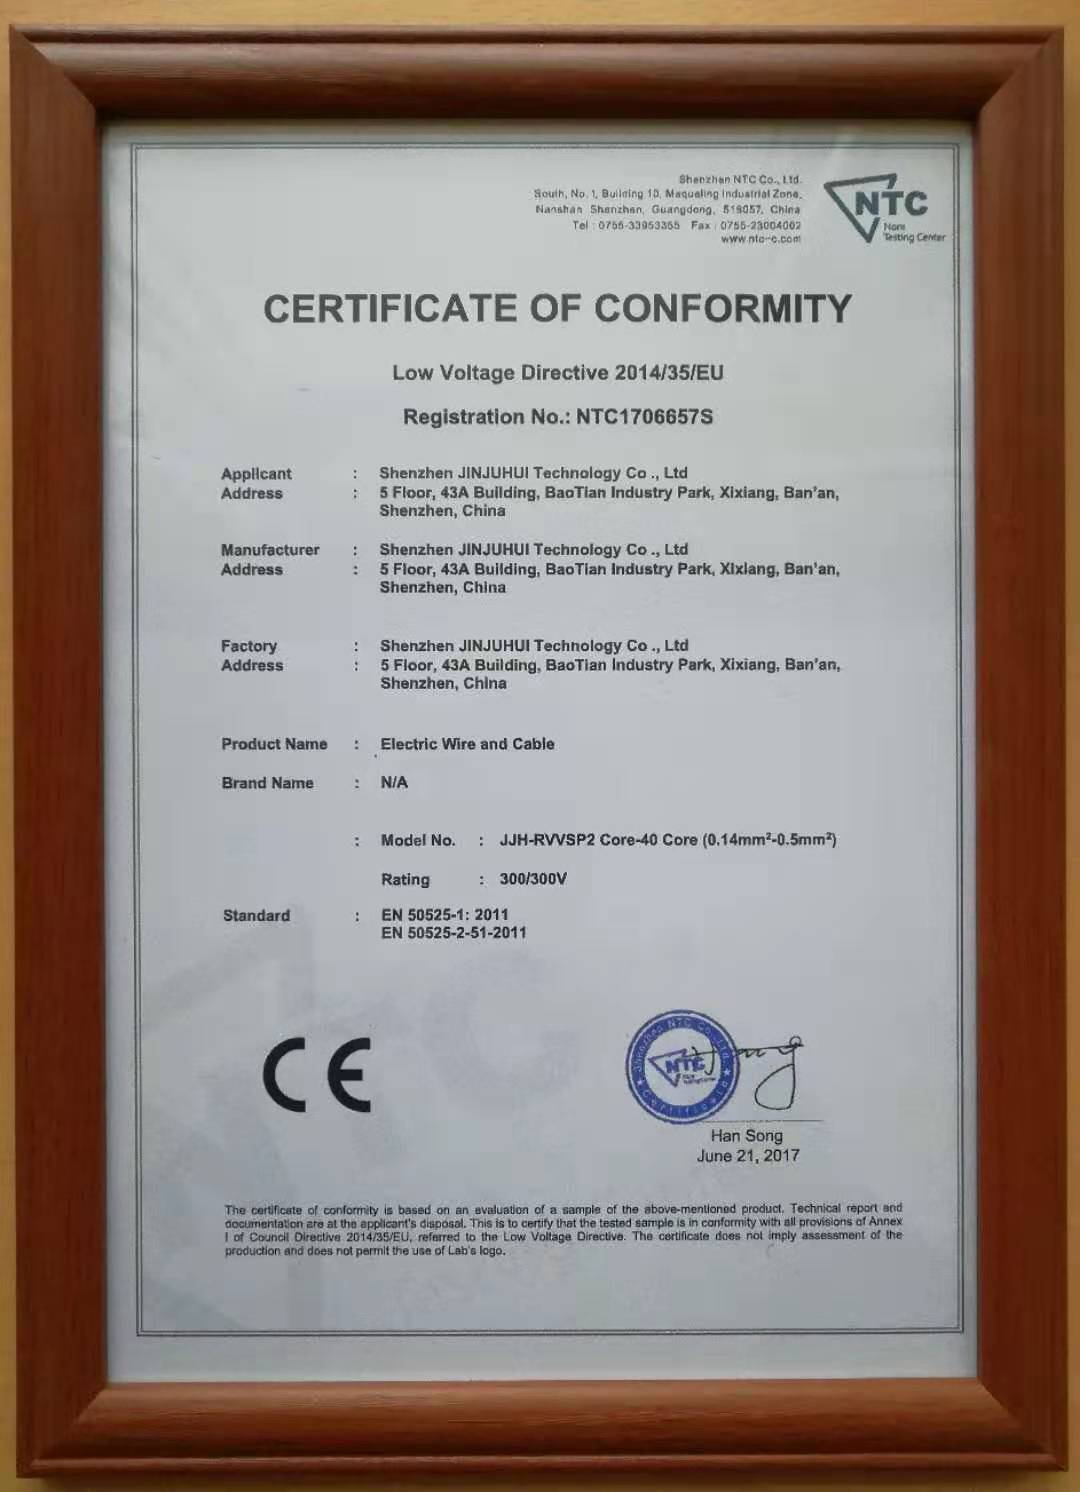 Shenzhen NTC Co., Ltd.
South, No. 1, Building 10, Maqueling Industrial Zone,
Nanshan Shenzhen, Guangdong, 518057, China
Tel : 0755-33953355 Fax : 0755-23004002
www.ntc-c.com
NTC
Nore
Testing Center
CERTIFICATE OF CONFORMITY
Low Voltage Directive 2014/35/EU
Registration No.: NTC1706657S
Applicant : Shenzhen JINJUHUI Technology Co ., Ltd
Address : 5 Floor, 43A Building, BaoTian Industry Park, Xixiang, Ban'an,
Shenzhen, China
Manufacturer : Shenzhen JINJUHUI Technology Co ., Ltd
Address : 5 Floor, 43A Building, BaoTian Industry Park, Xixiang, Ban'an,
Shenzhen, China
Factory : Shenzhen JINJUHUI Technology Co ., Ltd
Address : 5 Floor, 43A Building, BaoTian Industry Park, Xixiang, Ban'an,
Shenzhen, China
Product Name : Electric Wire and Cable
Brand Name : N/A
: Model No. : JJH-RVVSP2 Core-40 Core (0.14mm²-0.5mm²)
Rating : 300/300V
Standard : EN 50525-1: 2011
EN 50525-2-51-2011
CE
Shenzhen NTC Co., Ltd.
NTC
Han Song
June 21, 2017
The certificate of conformity is based on an evaluation of a sample of the above-mentioned product. Technical report and
documentation are at the applicant's disposal. This is to certify that the tested sample is in conformity with all provisions of Annex
I of Council Directive 2014/35/EU, referred to the Low Voltage Directive. The certificate does not imply assessment of the
production and does not permit the use of Lab's logo.